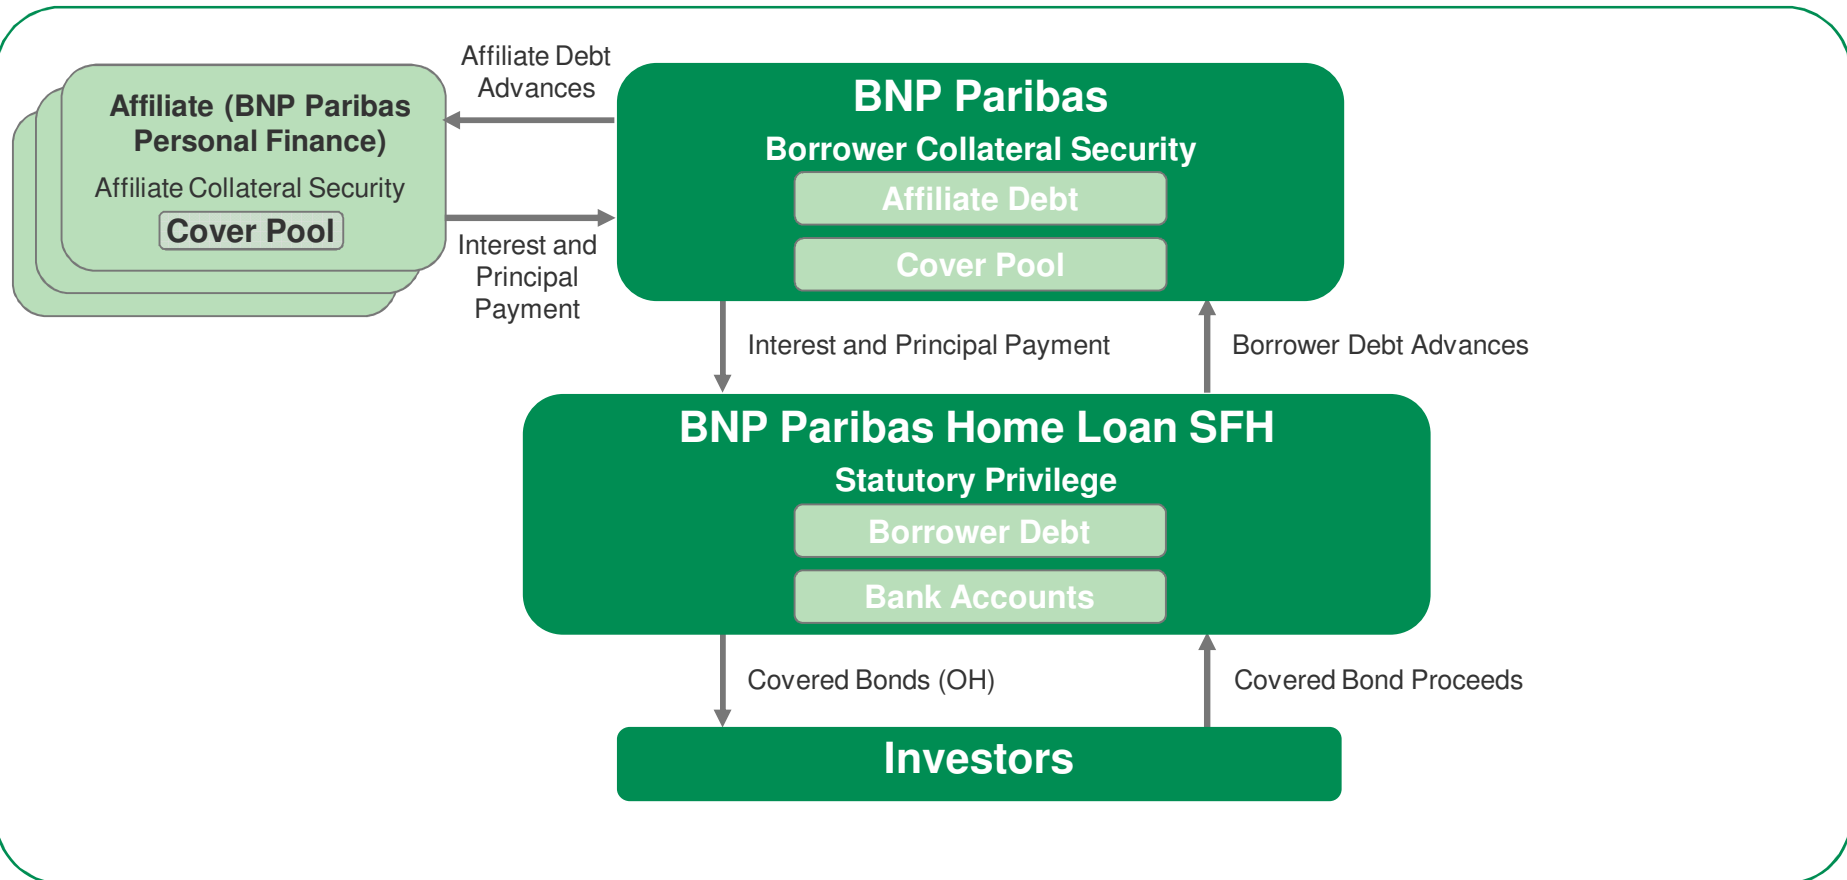 Affiliate Debt
Advances
Affiliate (BNP Paribas
Personal Finance)
Affiliate Collateral Security
Cover Pool
Interest and
Principal
Payment
BNP Paribas
Borrower Collateral Security
Affiliate Debt
Cover Pool
Interest and Principal Payment
Borrower Debt Advances
BNP Paribas Home Loan SFH
Statutory Privilege
Borrower Debt
Bank Accounts
Covered Bonds (OH)
Covered Bond Proceeds
Investors